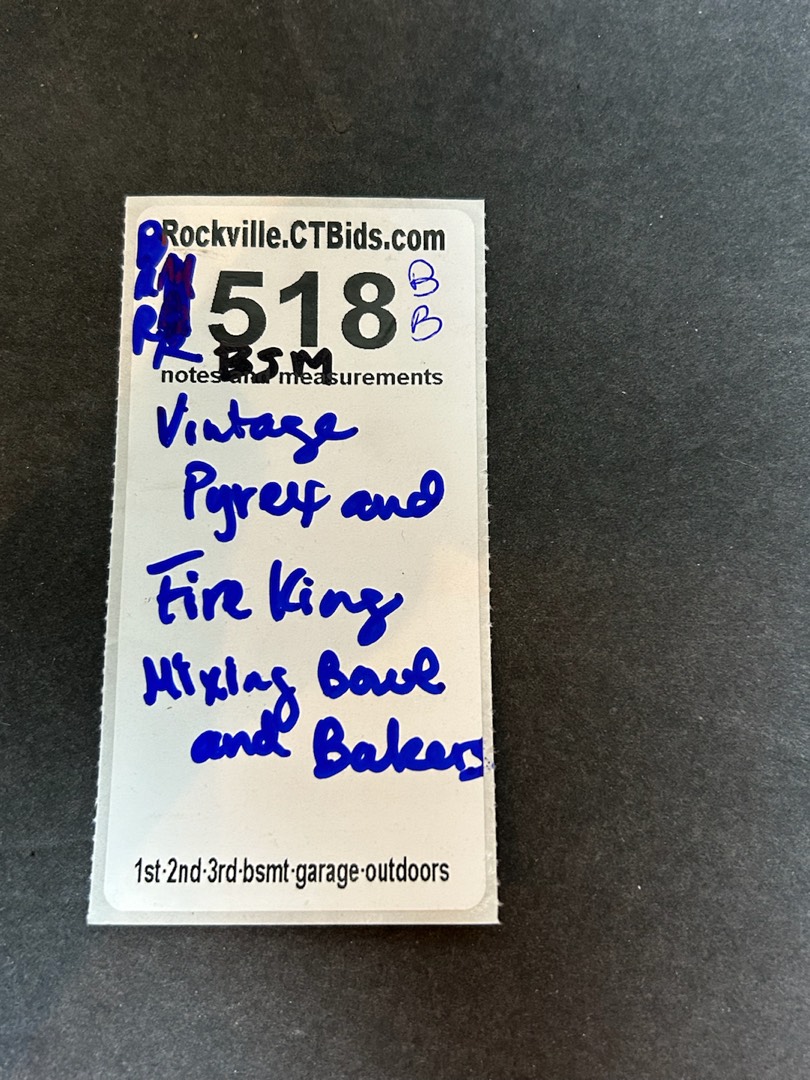 Rockville.CTBids.com
518
B
B
BSM
notes and measurements
Vintage
Pyrex and
Fire King
Mixing Bowl
and Bakers
1st·2nd·3rd·bsmt·garage·outdoors